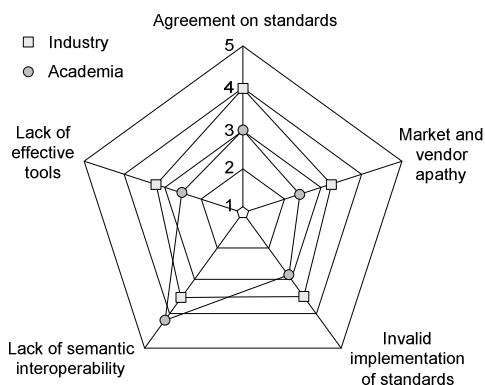 Agreement on standards
Industry
Academia
5
4
3
2
1
Lack of
effective
tools
Market and
vendor
apathy
Lack of semantic
interoperability
Invalid
implementation
of standards